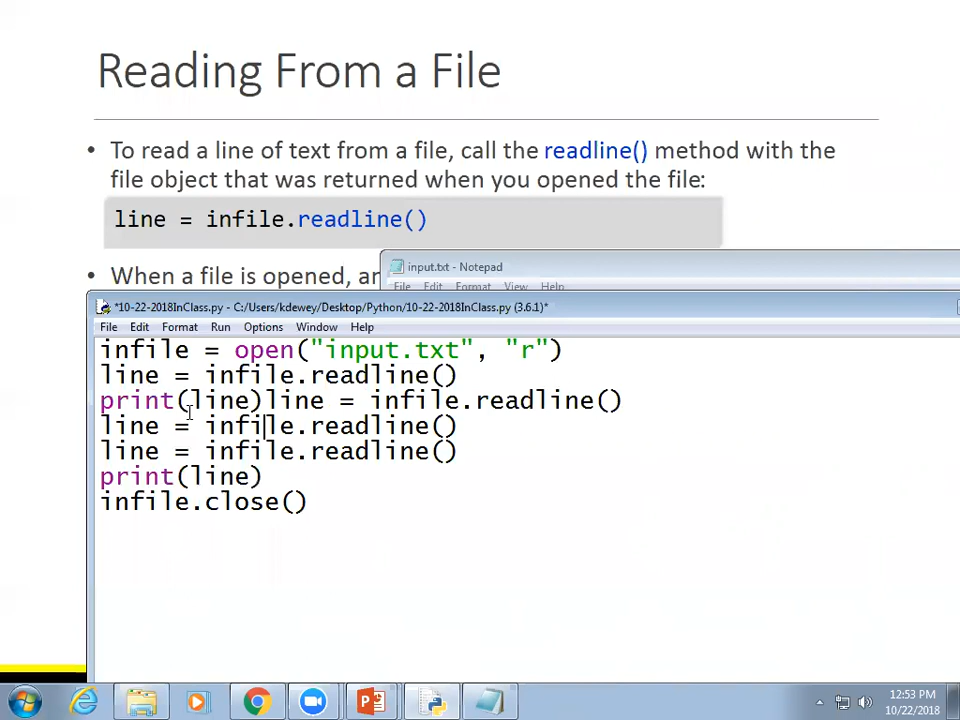 Reading From a File
• To read a line of text from a file, call the readline() method with the
file object that was returned when you opened the file:
line = infile.readline()
• When a file is opened, an
input.txt - Notepad
File Edit Format View Help
*10-22-2018InClass.py - C:/Users/kdewey/Desktop/Python/10-22-2018InClass.py (3.6.1)*
File Edit Format Run Options Window Help
infile = open("input.txt", "r")
line = infile.readline()
print(line)line = infile.readline()
line = infile.readline()
line = infile.readline()
print(line)
infile.close()
12:53 PM
10/22/2018